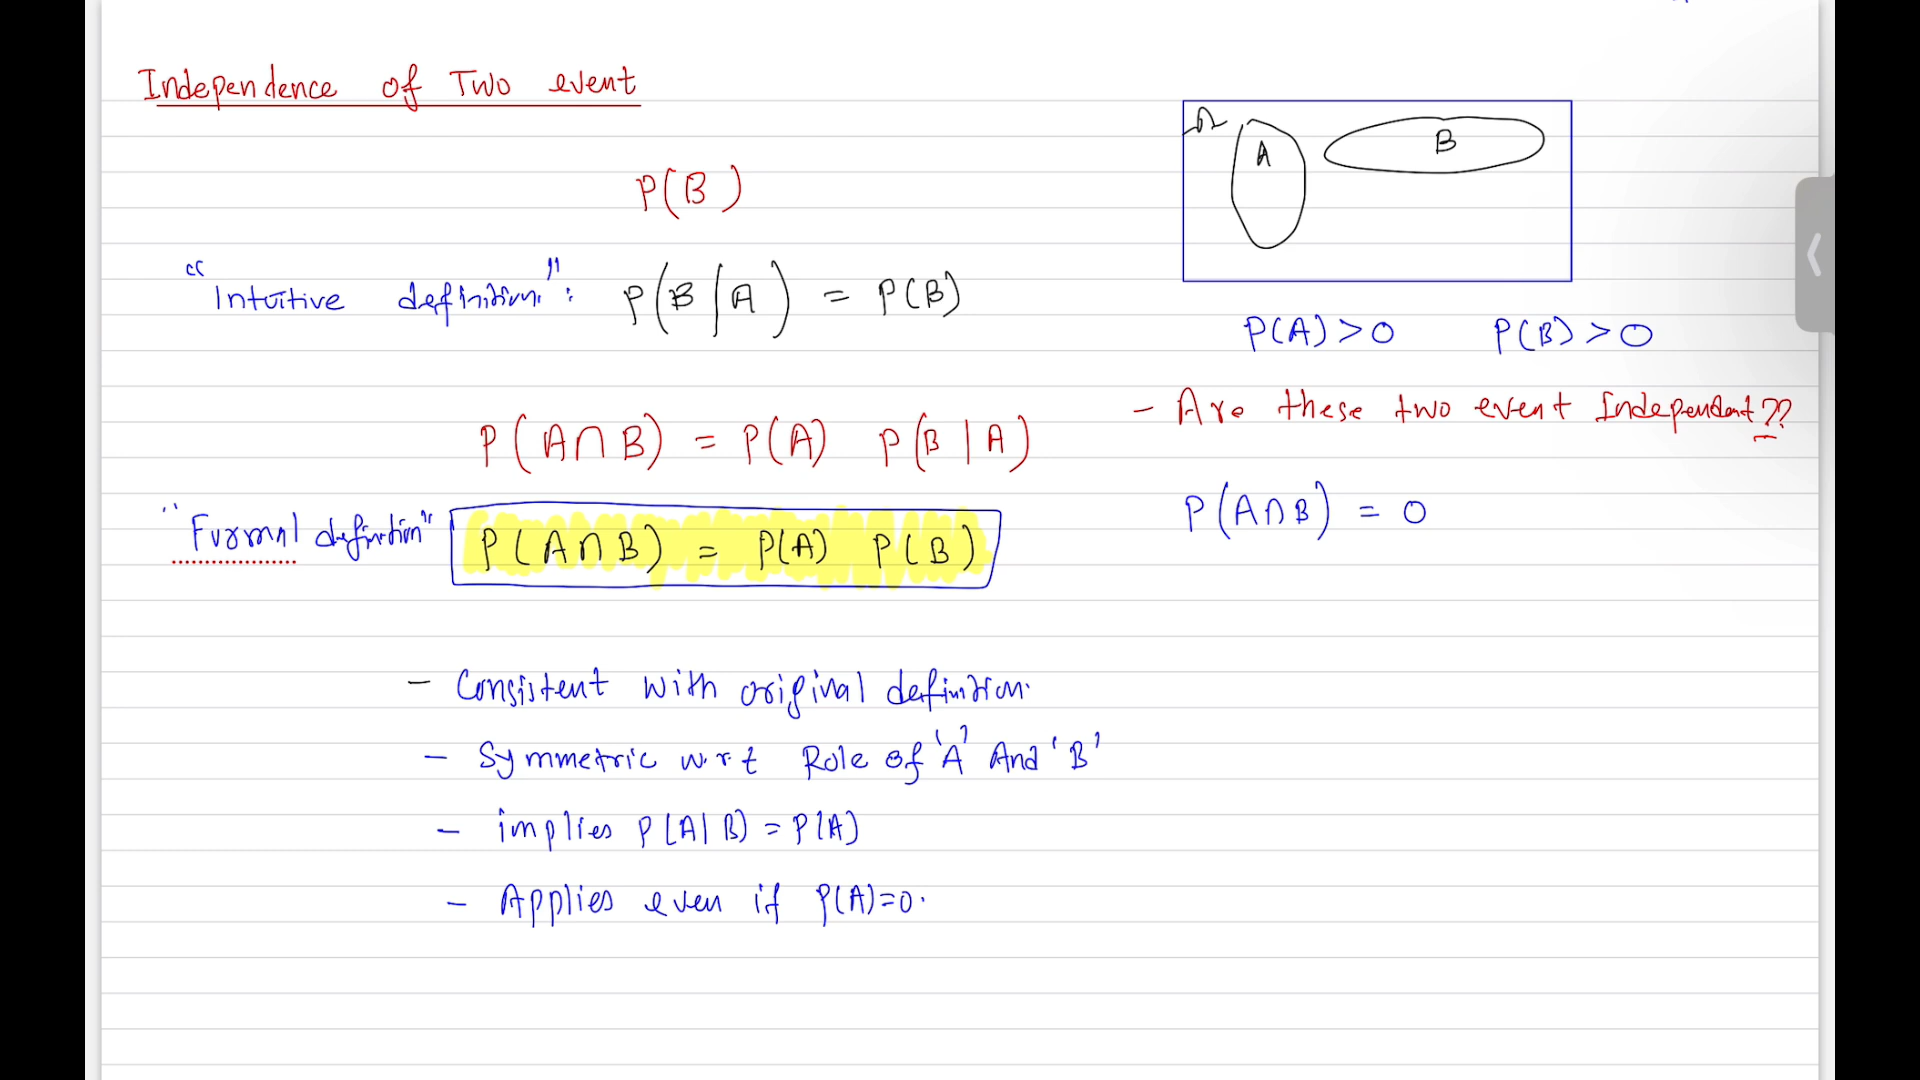 Independence of Two event
P(B)
"Intuitive definition": P(B|A) = P(B)
P(A∩B) = P(A) P(B|A)
"Formal definition" P(A∩B) = P(A) P(B)
- Consistent with original definition.
- Symmetric w.r.t Role of 'A' And 'B'
- implies P(A|B) = P(A)
- Applies even if P(A)=0.
Ω A B
P(A)>0 P(B)>0
- Are these two event Independent??
P(A∩B) = 0